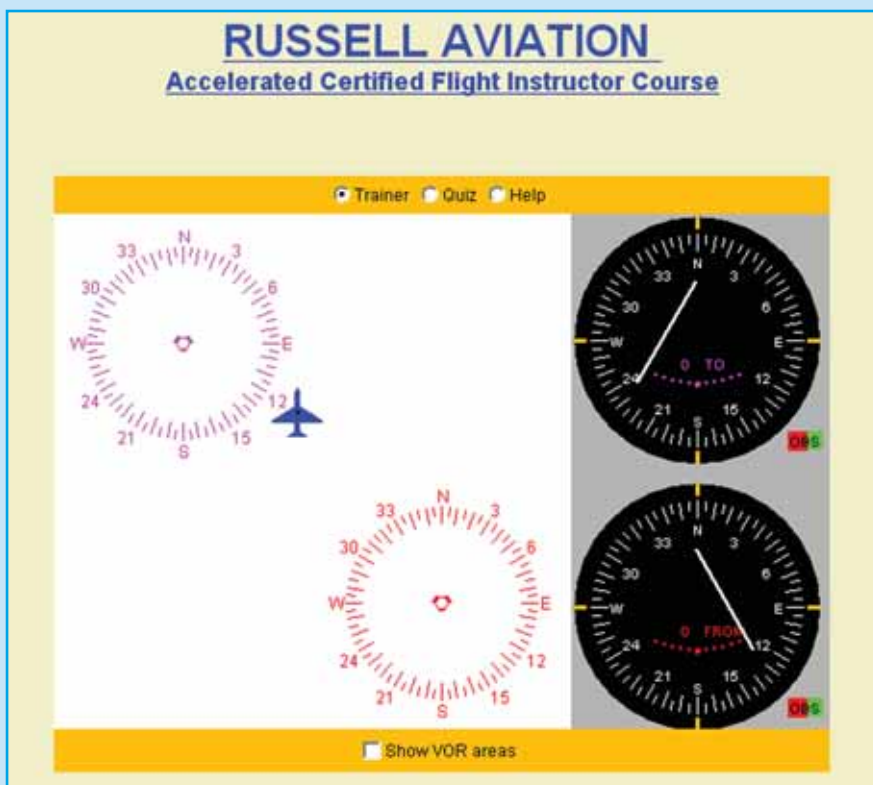 RUSSELL AVIATION
Accelerated Certified Flight Instructor Course
Trainer Quiz Help
N
33 3
30 6
W E
24 12
21 15
S
N
33 3
30 6
W E
24 12
21 15
S
N
33 3
30 6
W E
0 TO
24 12
21 15
S
OBS
N
33 3
30 6
W E
0 FROM
24 12
21 15
S
OBS
Show VOR areas